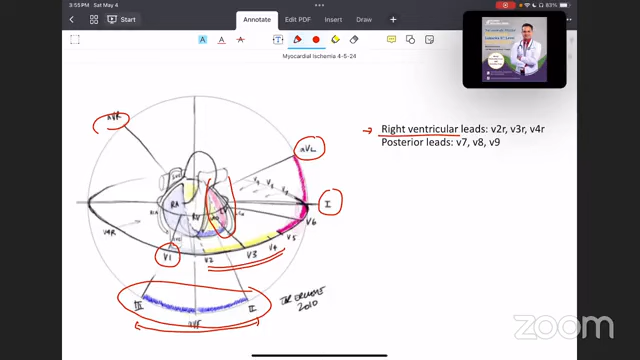 3:55 PM Sat May 4
83%
Start
Annotate
Edit PDF
Insert
Draw
Myocardial Ischemia 4-5-24
Right ventricular leads: v2r, v3r, v4r
Posterior leads: v7, v8, v9
aVR
aVL
I
RA
RV
LV
V4R
V1
V2
V3
V4
V5
V6
III
aVF
II
2010
zoom